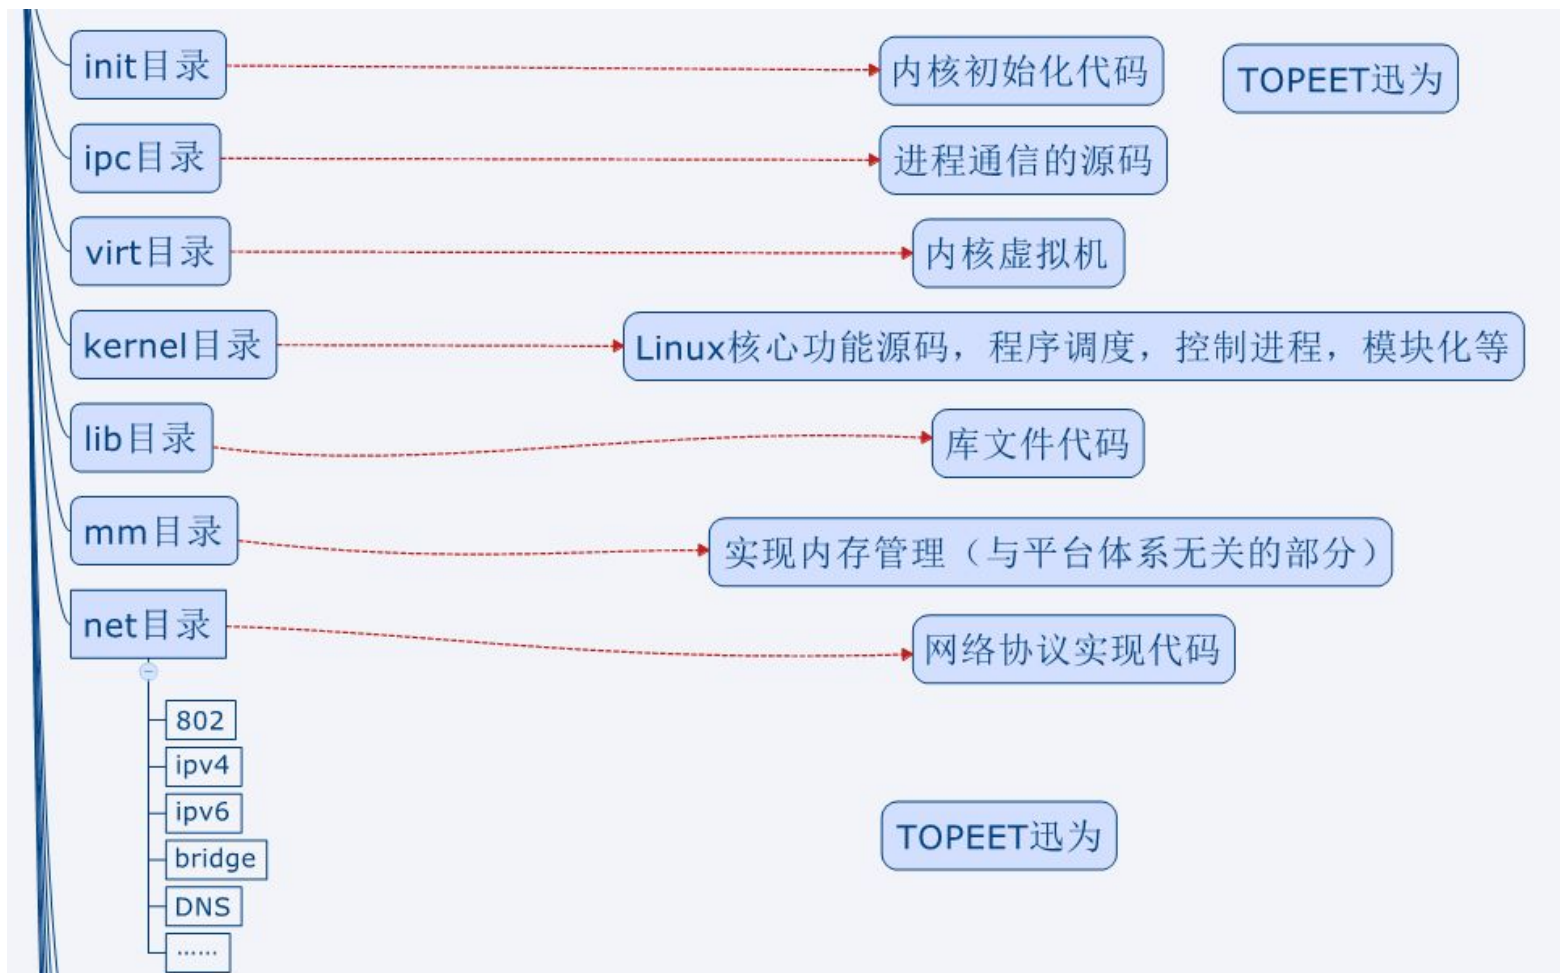 init目录
内核初始化代码
TOPEET迅为
ipc目录
进程通信的源码
virt目录
内核虚拟机
kernel目录
Linux核心功能源码，程序调度，控制进程，模块化等
lib目录
库文件代码
mm目录
实现内存管理（与平台体系无关的部分）
net目录
网络协议实现代码
802
ipv4
ipv6
bridge
DNS
……
TOPEET迅为